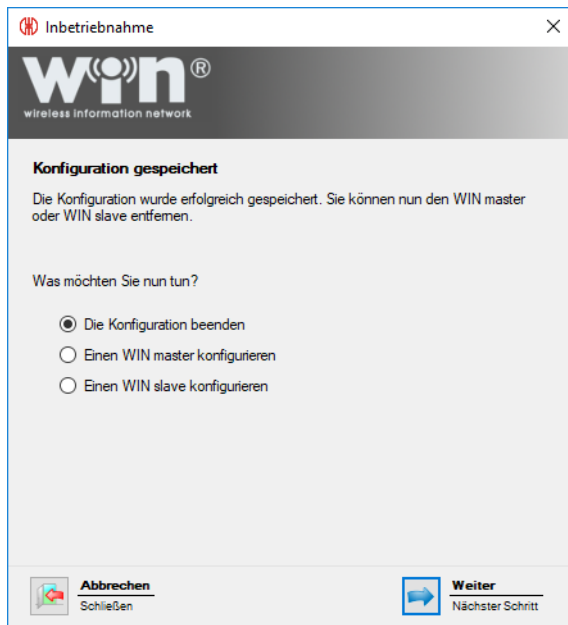 Inbetriebnahme
win®
wireless information network
Konfiguration gespeichert
Die Konfiguration wurde erfolgreich gespeichert. Sie können nun den WIN master
oder WIN slave entfernen.
Was möchten Sie nun tun?
Die Konfiguration beenden
Einen WIN master konfigurieren
Einen WIN slave konfigurieren
Abbrechen
Schließen
Weiter
Nächster Schritt